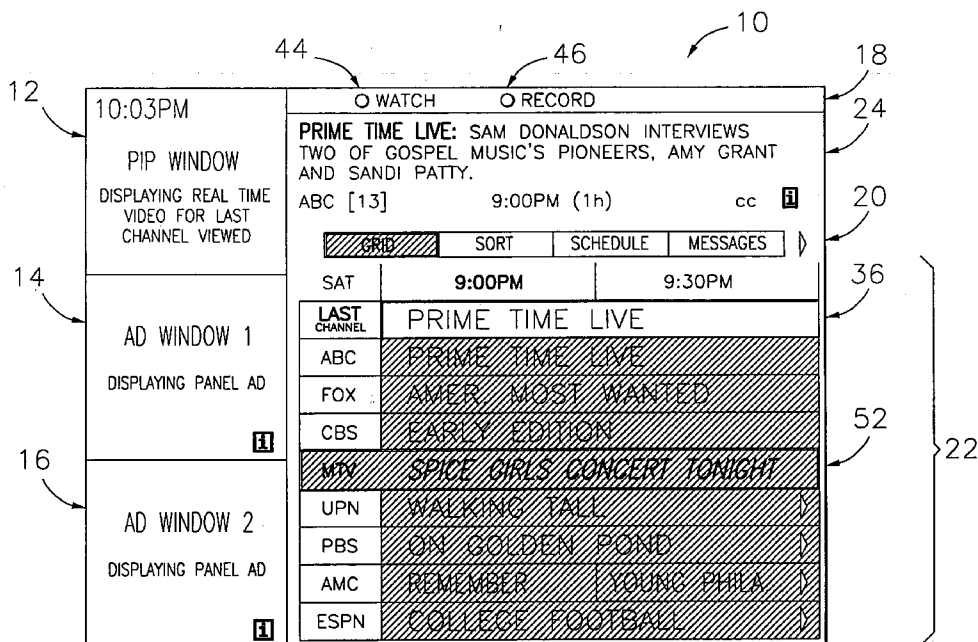 10
44
46
18
12
24
20
14
36
52
22
16
10:03PM
PIP WINDOW
DISPLAYING REAL TIME
VIDEO FOR LAST
CHANNEL VIEWED
AD WINDOW 1
DISPLAYING PANEL AD
i
AD WINDOW 2
DISPLAYING PANEL AD
i
WATCH RECORD
PRIME TIME LIVE: SAM DONALDSON INTERVIEWS
TWO OF GOSPEL MUSIC'S PIONEERS, AMY GRANT
AND SANDI PATTY.
ABC [13] 9:00PM (1h) cc i
GRID SORT SCHEDULE MESSAGES
SAT 9:00PM 9:30PM
LAST
CHANNEL PRIME TIME LIVE
ABC PRIME TIME LIVE
FOX AMER. MOST WANTED
CBS EARLY EDITION
MTV SPICE GIRLS CONCERT TONIGHT
UPN WALKING TALL
PBS ON GOLDEN POND
AMC REMEMBER YOUNG PHILA.
ESPN COLLEGE FOOTBALL